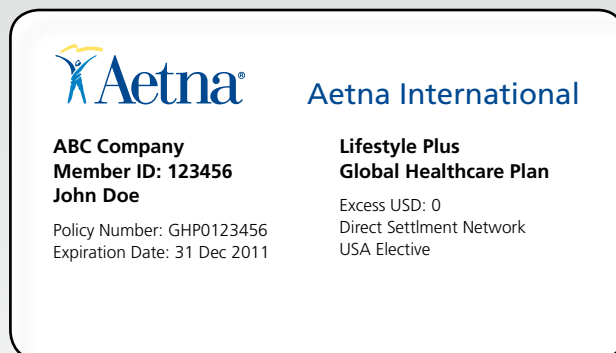 Aetna®
Aetna International
ABC Company
Member ID: 123456
John Doe
Policy Number: GHP0123456
Expiration Date: 31 Dec 2011
Lifestyle Plus
Global Healthcare Plan
Excess USD: 0
Direct Settlment Network
USA Elective